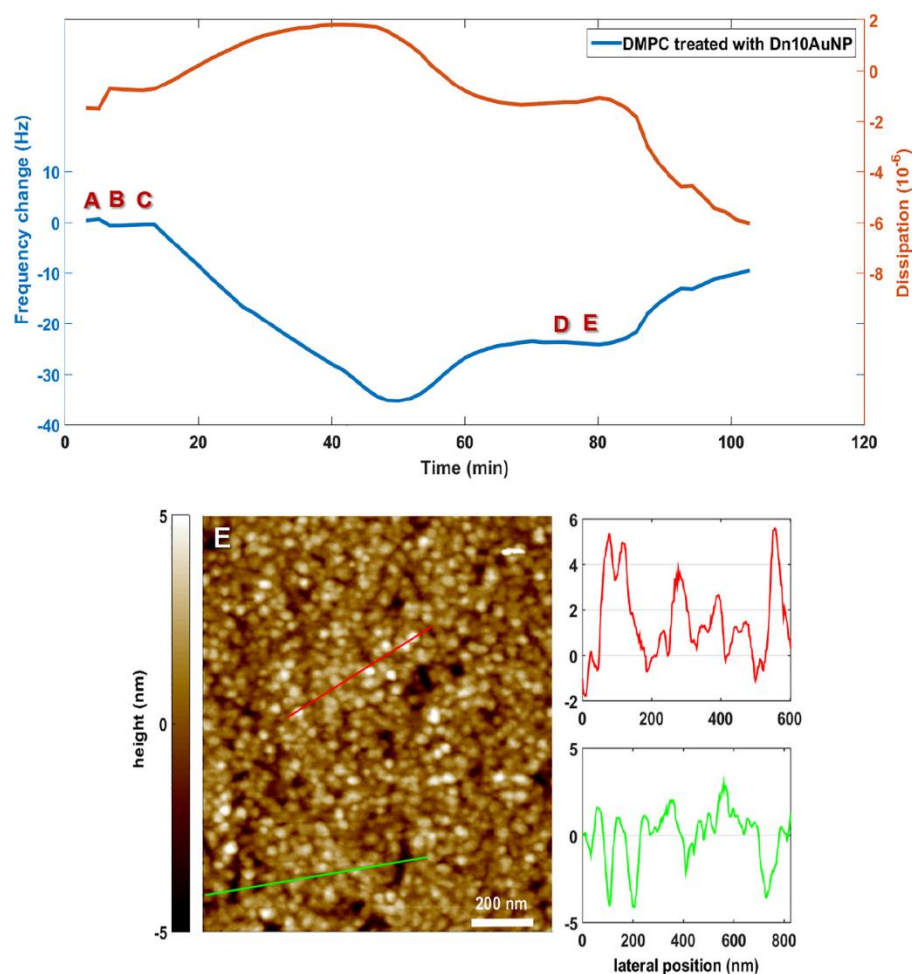 DMPC treated with Dn10AuNP
Frequency change (Hz)
10
0
-10
-20
-30
-40
A B C
D E
2
0
-2
-4
-6
-8
Dissipation (10-6)
0 20 40 60 80 100 120
Time (min)
E
height (nm)
5
0
-5
200 nm
6
4
2
0
-2
0 200 400 600
5
0
-5
0 200 400 600 800
lateral position (nm)